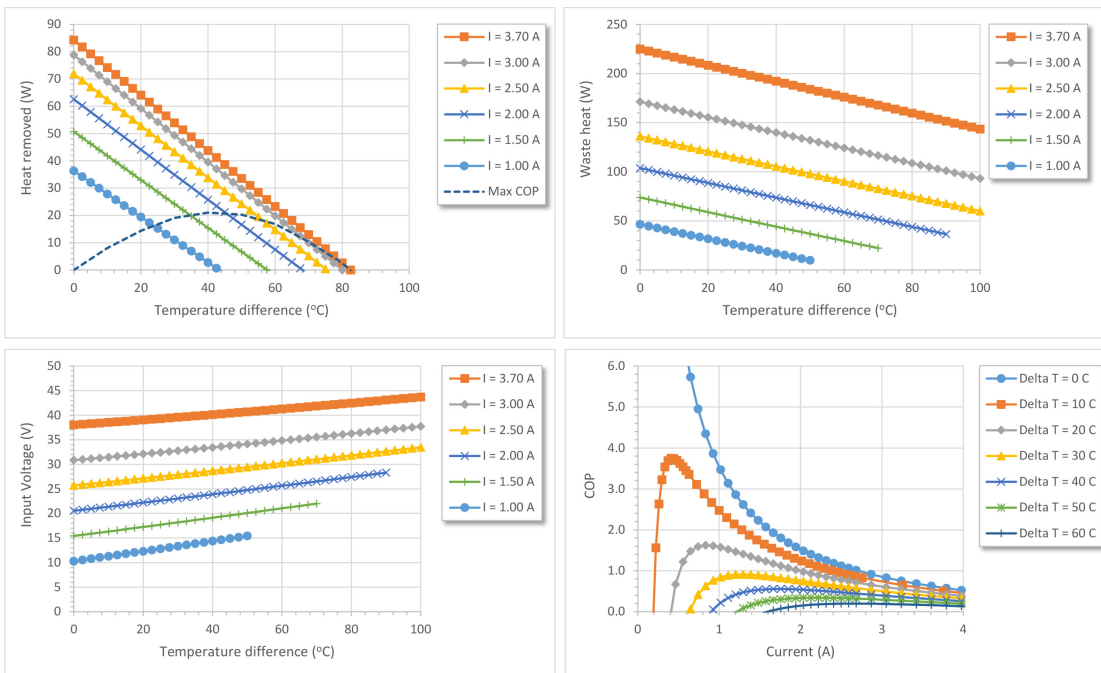 90
80
70
60
50
40
30
20
10
0
Heat removed (W)
0 20 40 60 80 100
Temperature difference (°C)
I = 3.70 A
I = 3.00 A
I = 2.50 A
I = 2.00 A
I = 1.50 A
I = 1.00 A
Max COP
250
200
150
100
50
0
Waste heat (W)
0 20 40 60 80 100
Temperature difference (°C)
I = 3.70 A
I = 3.00 A
I = 2.50 A
I = 2.00 A
I = 1.50 A
I = 1.00 A
50
45
40
35
30
25
20
15
10
5
0
Input Voltage (V)
0 20 40 60 80 100
Temperature difference (°C)
I = 3.70 A
I = 3.00 A
I = 2.50 A
I = 2.00 A
I = 1.50 A
I = 1.00 A
6.0
5.0
4.0
3.0
2.0
1.0
0.0
COP
0 1 2 3 4
Current (A)
Delta T = 0 C
Delta T = 10 C
Delta T = 20 C
Delta T = 30 C
Delta T = 40 C
Delta T = 50 C
Delta T = 60 C